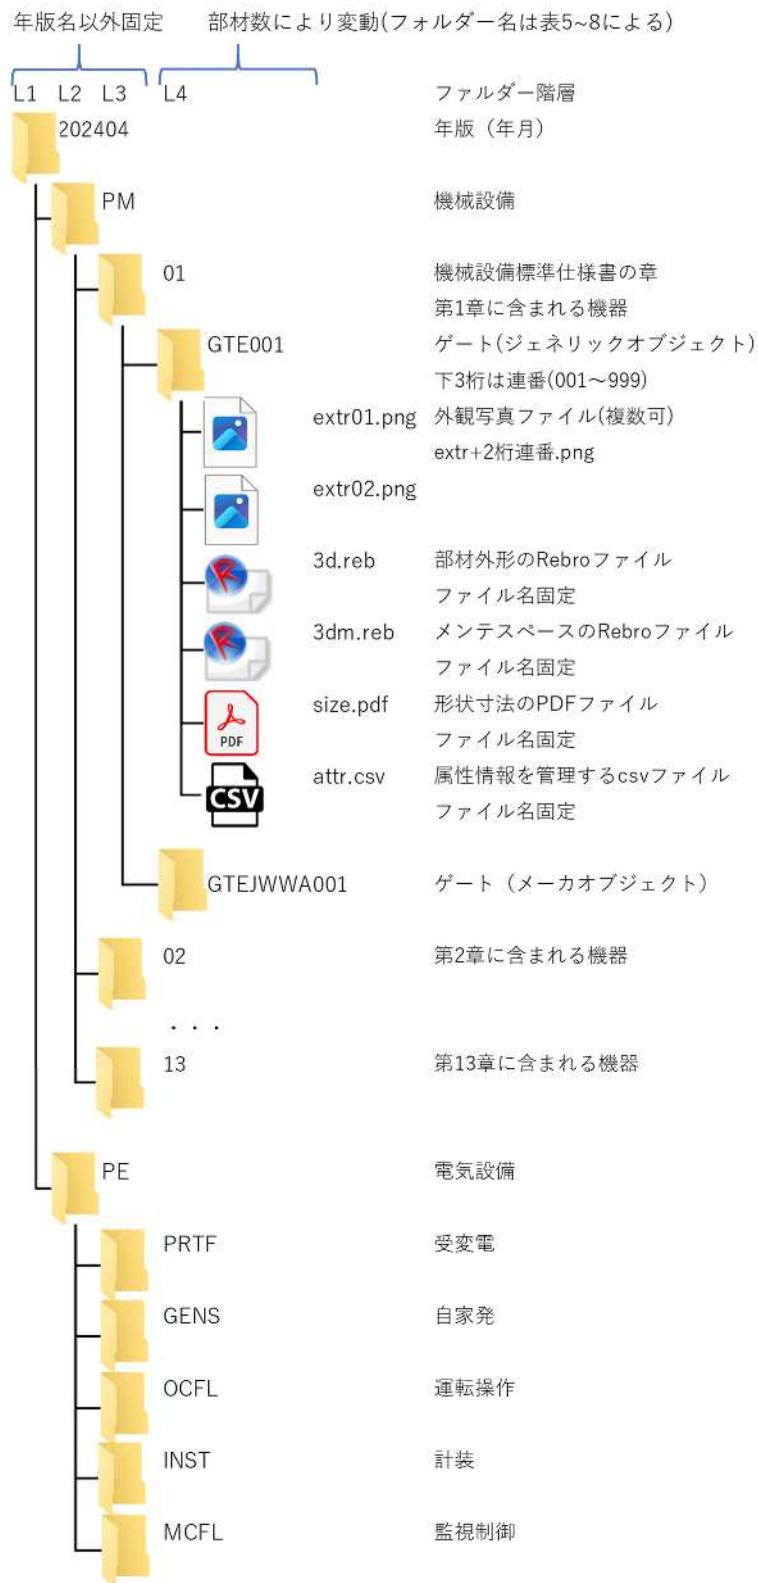 年版名以外固定 部材数により変動(フォルダー名は表5~8による)
L1 L2 L3 L4 ファルダー階層
202404 年版（年月）
PM 機械設備
01 機械設備標準仕様書の章
第1章に含まれる機器
GTE001 ゲート(ジェネリックオブジェクト)
下3桁は連番(001～999)
extr01.png 外観写真ファイル(複数可)
extr+2桁連番.png
extr02.png
3d.reb 部材外形のRebroファイル
ファイル名固定
3dm.reb メンテスペースのRebroファイル
ファイル名固定
size.pdf 形状寸法のPDFファイル
PDF ファイル名固定
attr.csv 属性情報を管理するcsvファイル
CSV ファイル名固定
GTEJWWA001 ゲート（メーカオブジェクト）
02 第2章に含まれる機器
・・・
13 第13章に含まれる機器
PE 電気設備
PRTF 受変電
GENS 自家発
OCFL 運転操作
INST 計装
MCFL 監視制御